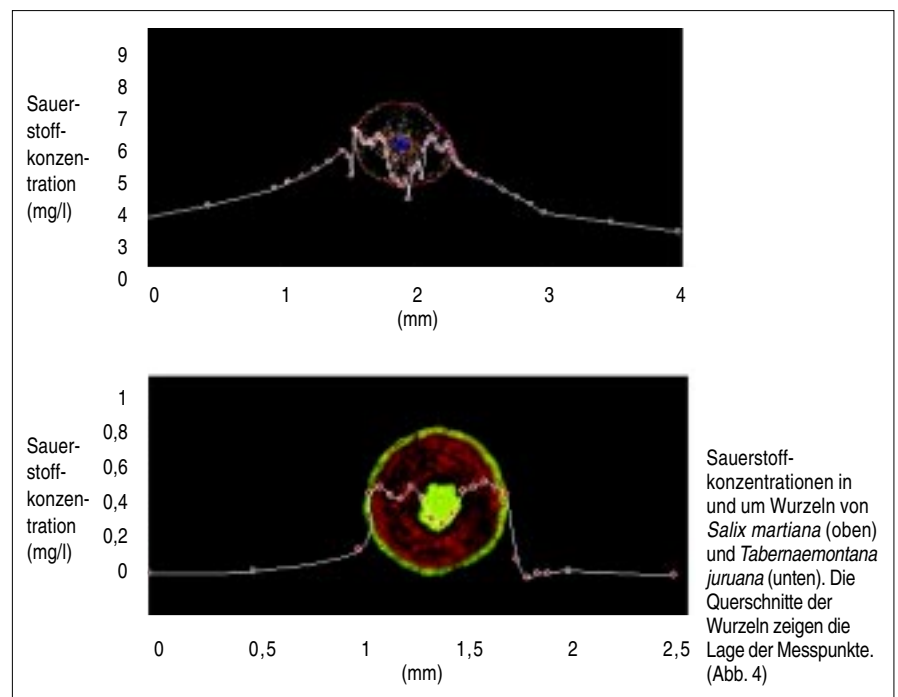 9
8
Sauer-
7
stoff-
6
konzen-
5
tration
(mg/l)
4
3
0
0 1 2 3 4
(mm)
1
Sauer-
0,8
stoff-
0,6
konzen-
0,4
tration
0,2
(mg/l)
0
0 0,5 1 1,5 2 2,5
(mm)
Sauerstoff-
konzentrationen in
und um Wurzeln von
Salix martiana (oben)
und Tabernaemontana
juruana (unten). Die
Querschnitte der
Wurzeln zeigen die
Lage der Messpunkte.
(Abb. 4)